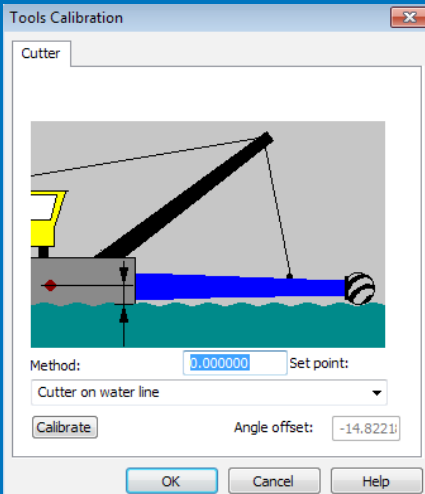 Tools Calibration
Cutter
Method: 0.000000 Set point:
Cutter on water line
Calibrate Angle offset: -14.8221
OK Cancel Help